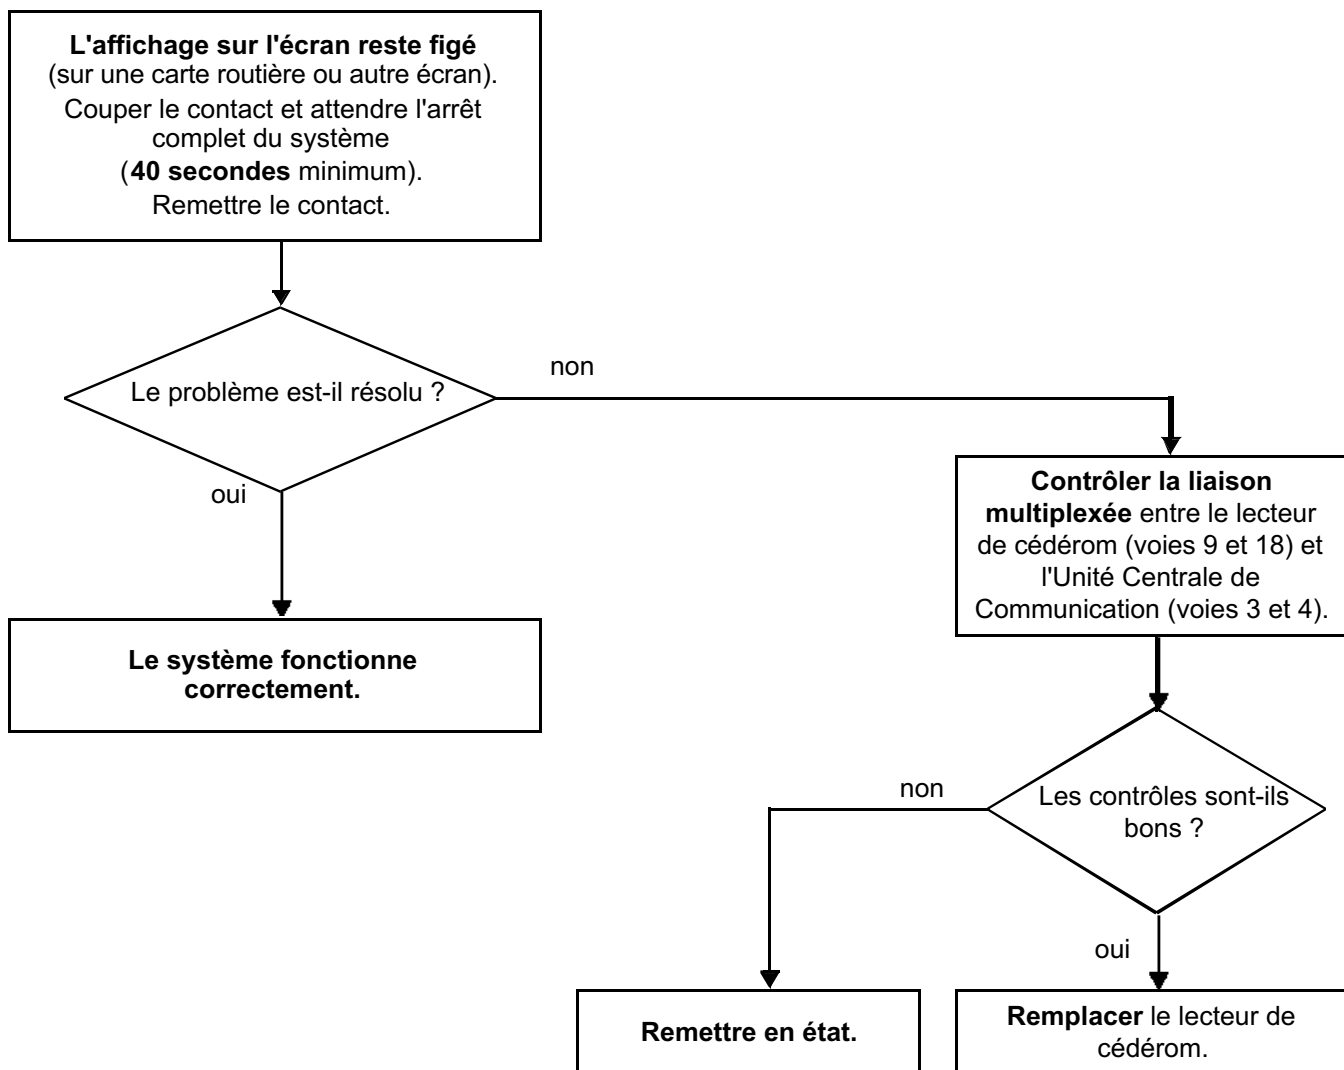 L'affichage sur l'écran reste figé
(sur une carte routière ou autre écran).
Couper le contact et attendre l'arrêt
complet du système
(40 secondes minimum).
Remettre le contact.
Le problème est-il résolu ?
non
oui
Le système fonctionne
correctement.
Contrôler la liaison
multiplexée entre le lecteur
de cédérom (voies 9 et 18) et
l'Unité Centrale de
Communication (voies 3 et 4).
Les contrôles sont-ils
bons ?
non
oui
Remettre en état.
Remplacer le lecteur de
cédérom.